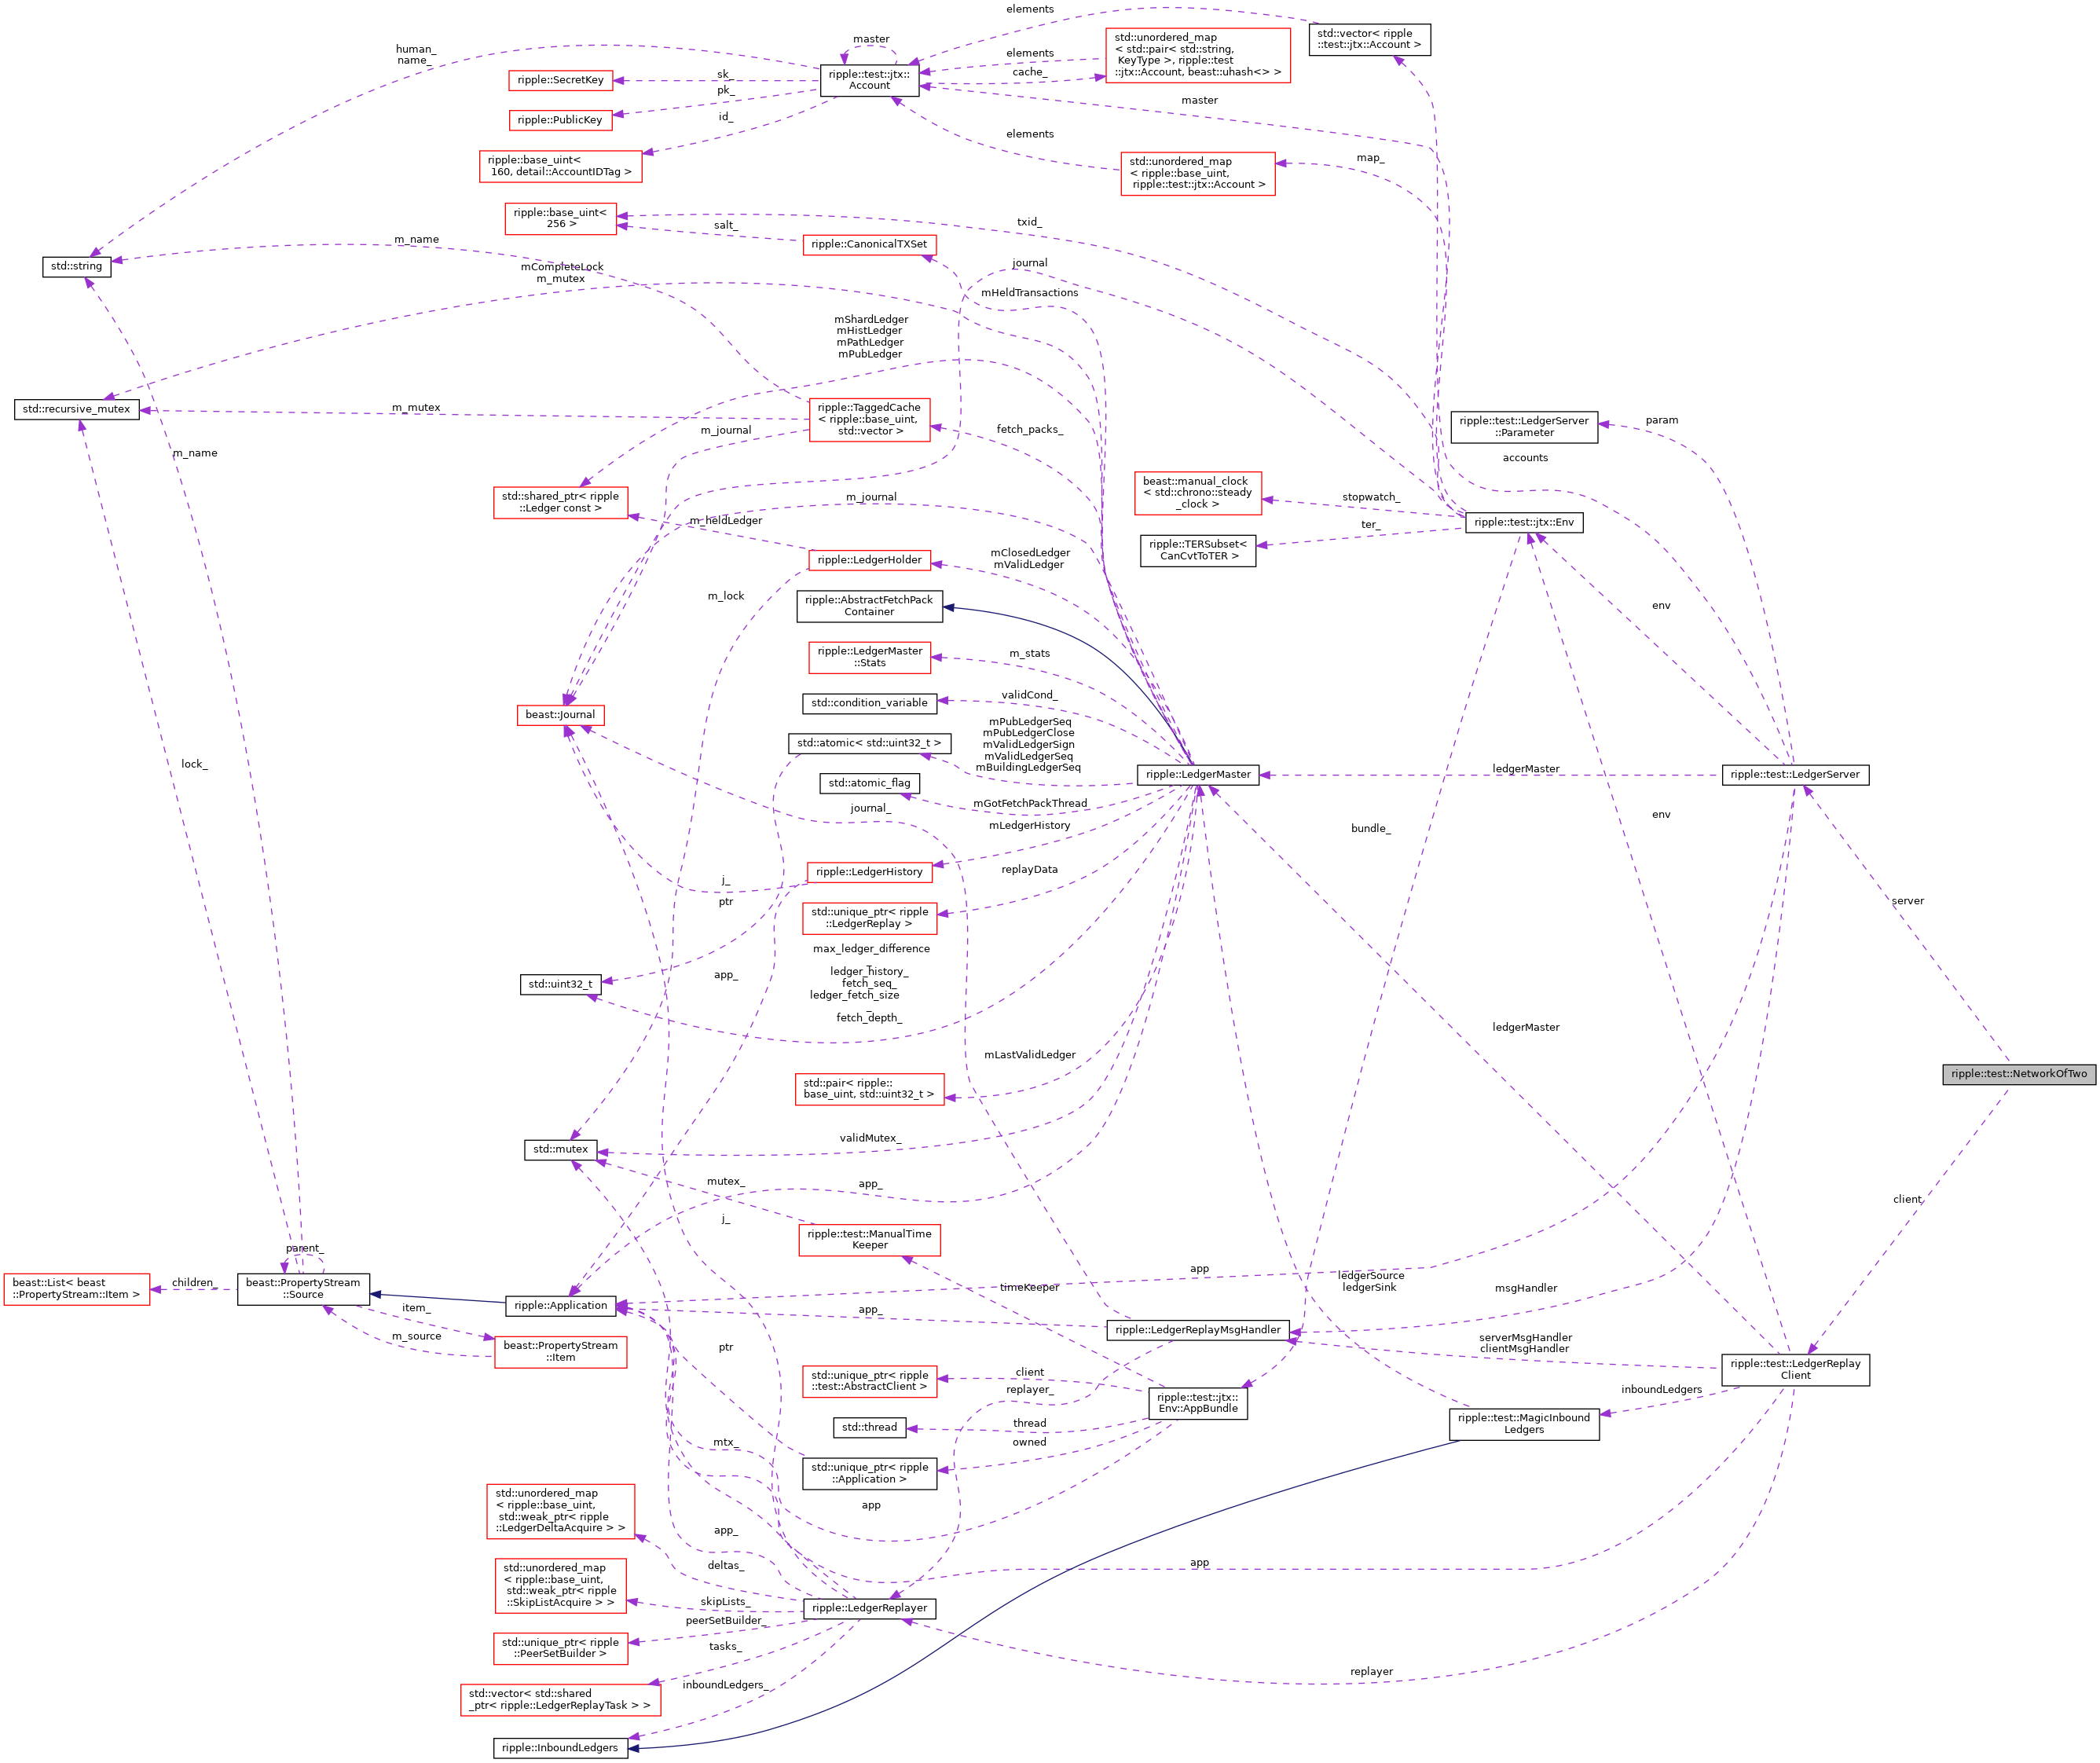 elements
std::vector< ripple
::test::jtx::Account >
human_
name_
master
std::unordered_map
< std::pair< std::string,
KeyType >, ripple::test
::jtx::Account, beast::uhash<> >
elements
cache_
ripple::test::jtx::
Account
sk_
ripple::SecretKey
pk_
ripple::PublicKey
id_
master
elements
ripple::base_uint<
160, detail::AccountIDTag >
std::unordered_map
< ripple::base_uint,
ripple::test::jtx::Account >
map_
ripple::base_uint<
256 >
salt_
txid_
ripple::CanonicalTXSet
m_name
std::string
mCompleteLock
m_mutex
journal
mHeldTransactions
mShardLedger
mHistLedger
mPathLedger
mPubLedger
std::recursive_mutex
m_mutex
ripple::TaggedCache
< ripple::base_uint,
std::vector >
m_journal
fetch_packs_
ripple::test::LedgerServer
::Parameter
param
m_name
accounts
beast::manual_clock
< std::chrono::steady
_clock >
stopwatch_
std::shared_ptr< ripple
::Ledger const >
m_journal
m_heldLedger
ter_
ripple::test::jtx::Env
ripple::TERSubset<
CanCvtToTER >
ripple::LedgerHolder
mClosedLedger
mValidLedger
m_lock
ripple::AbstractFetchPack
Container
env
ripple::LedgerMaster
::Stats
m_stats
beast::Journal
std::condition_variable
validCond_
mPubLedgerSeq
mPubLedgerClose
mValidLedgerSign
mValidLedgerSeq
mBuildingLedgerSeq
std::atomic< std::uint32_t >
lock_
ripple::LedgerMaster
ledgerMaster
ripple::test::LedgerServer
std::atomic_flag
mGotFetchPackThread
journal_
mLedgerHistory
bundle_
env
ripple::LedgerHistory
j_
replayData
ptr
server
std::unique_ptr< ripple
::LedgerReplay >
max_ledger_difference
_
ledger_history_
fetch_seq_
ledger_fetch_size
_
fetch_depth_
app_
std::uint32_t
ledgerMaster
mLastValidLedger
std::pair< ripple::
base_uint, std::uint32_t >
ripple::test::NetworkOfTwo
std::mutex
validMutex_
mutex_
app_
client
j_
ripple::test::ManualTime
Keeper
parent_
app
ledgerSource
ledgerSink
msgHandler
beast::List< beast
::PropertyStream::Item >
children_
beast::PropertyStream
::Source
timeKeeper
ripple::Application
item_
app_
m_source
ripple::LedgerReplayMsgHandler
serverMsgHandler
clientMsgHandler
beast::PropertyStream
::Item
ptr
ripple::test::LedgerReplay
Client
std::unique_ptr< ripple
::test::AbstractClient >
client
replayer_
inboundLedgers
ripple::test::jtx::
Env::AppBundle
std::thread
thread
ripple::test::MagicInbound
Ledgers
mtx_
owned
std::unique_ptr< ripple
::Application >
app
std::unordered_map
< ripple::base_uint,
std::weak_ptr< ripple
::LedgerDeltaAcquire > >
app_
deltas_
app
std::unordered_map
< ripple::base_uint,
std::weak_ptr< ripple
::SkipListAcquire > >
skipLists_
ripple::LedgerReplayer
peerSetBuilder_
std::unique_ptr< ripple
::PeerSetBuilder >
tasks_
replayer
inboundLedgers_
std::vector< std::shared
_ptr< ripple::LedgerReplayTask > >
ripple::InboundLedgers